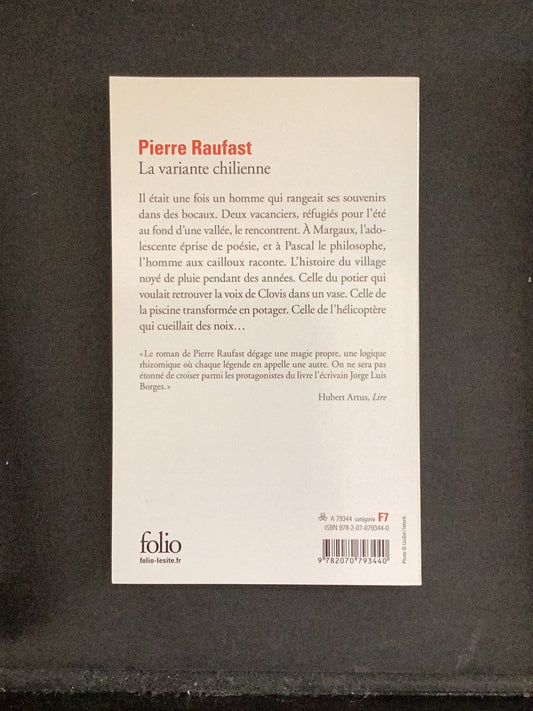 Pierre Raufast
La variante chilienne
Il était une fois un homme qui rangeait ses souvenirs
dans des bocaux. Deux vacanciers, réfugiés pour l'été
au fond d'une vallée, le rencontrent. À Margaux, l'ado-
lescente éprise de poésie, et à Pascal le philosophe,
l'homme aux cailloux raconte. L'histoire du village
noyé de pluie pendant des années. Celle du potier qui
voulait retrouver la voix de Clovis dans un vase. Celle de
la piscine transformée en potager. Celle de l'hélicoptère
qui cueillait des noix…
« Le roman de Pierre Raufast dégage une magie propre, une logique
rhizomique où chaque légende en appelle une autre. On ne sera pas
étonné de croiser parmi les protagonistes du livre l'écrivain Jorge Luis
Borges. »
Hubert Artus, Lire
A 79344 catégorie F7
ISBN 978-2-07-079344-0
folio
folio-lesite.fr
9 782070 793440